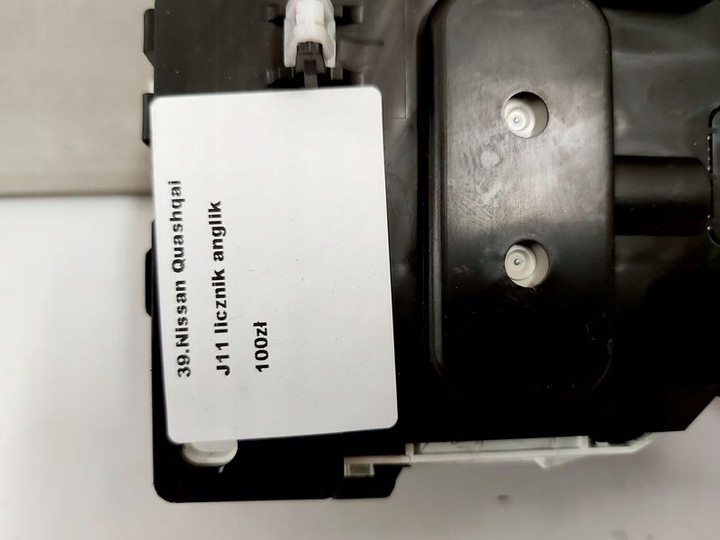 39.Nissan Quashqai
J11 licznik anglik
100zł